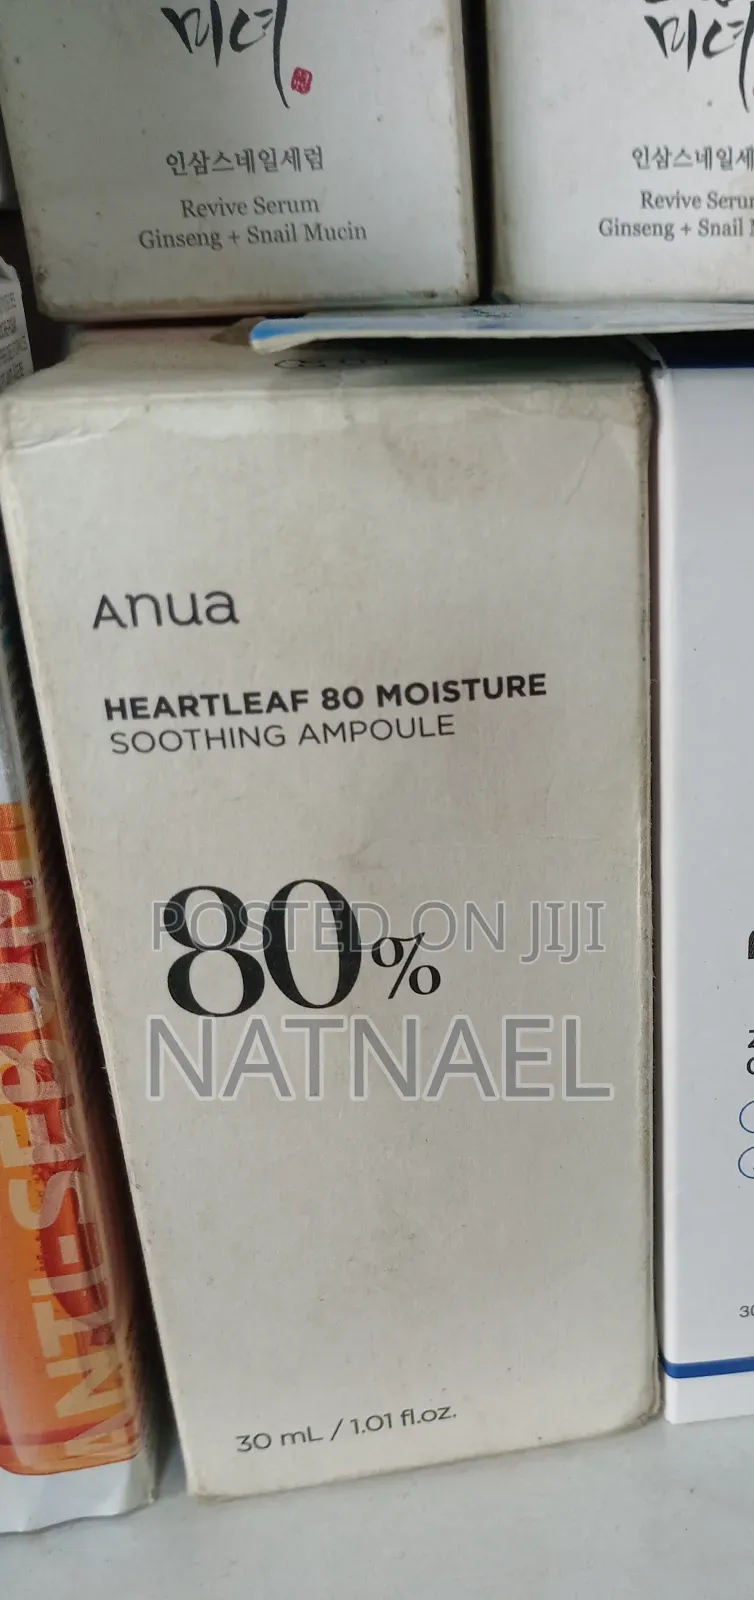 미녀
인삼스네일세럼
Revive Serum
Ginseng + Snail Mucin
미녀
인삼스네일세
Revive Serum
Ginseng + Snail
Anua
HEARTLEAF 80 MOISTURE
SOOTHING AMPOULE
80%
POSTED ON JIJI
NATNAEL
30 mL / 1.01 fl.oz.
ANTI-SEBUM
30